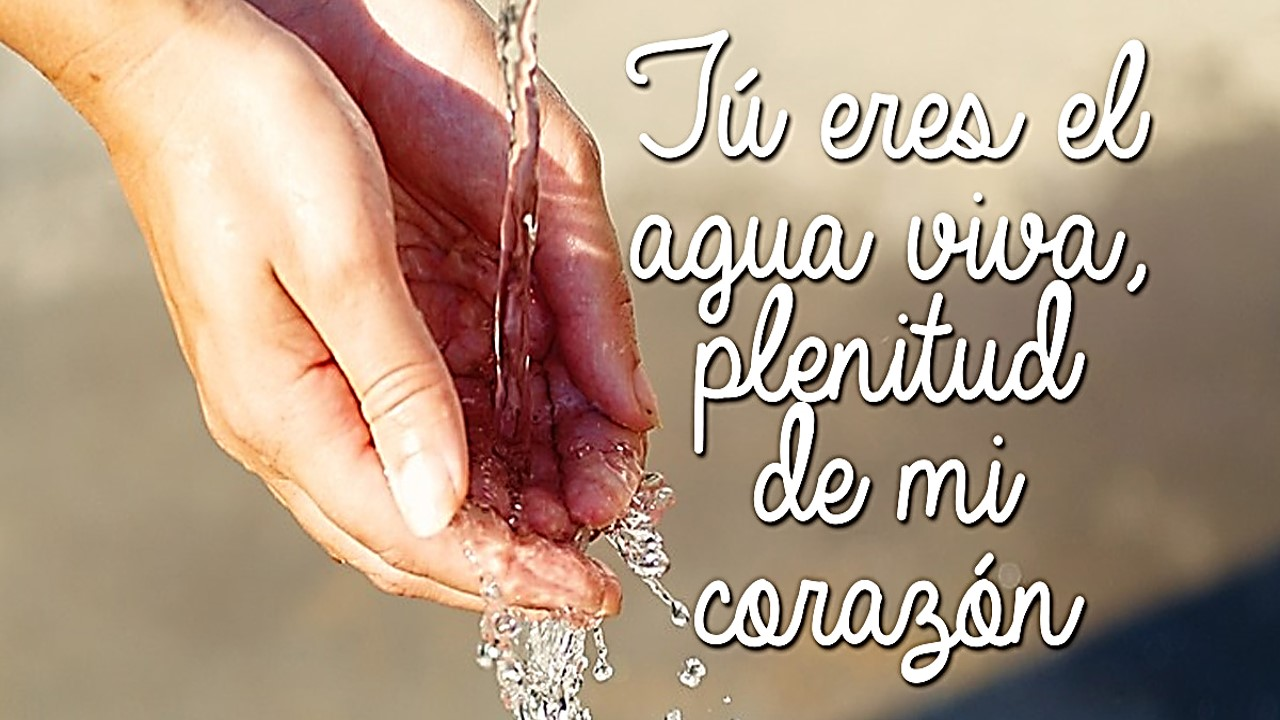 Tú eres el
agua viva,
plenitud
de mi
corazón